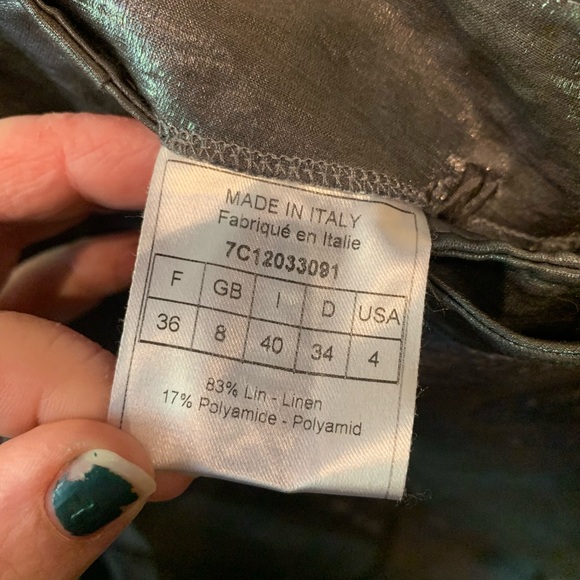 MADE IN ITALY
Fabriqué en Italie
7C12033091
F GB I D USA
36 8 40 34 4
83% Lin - Linen
17% Polyamide - Polyamid